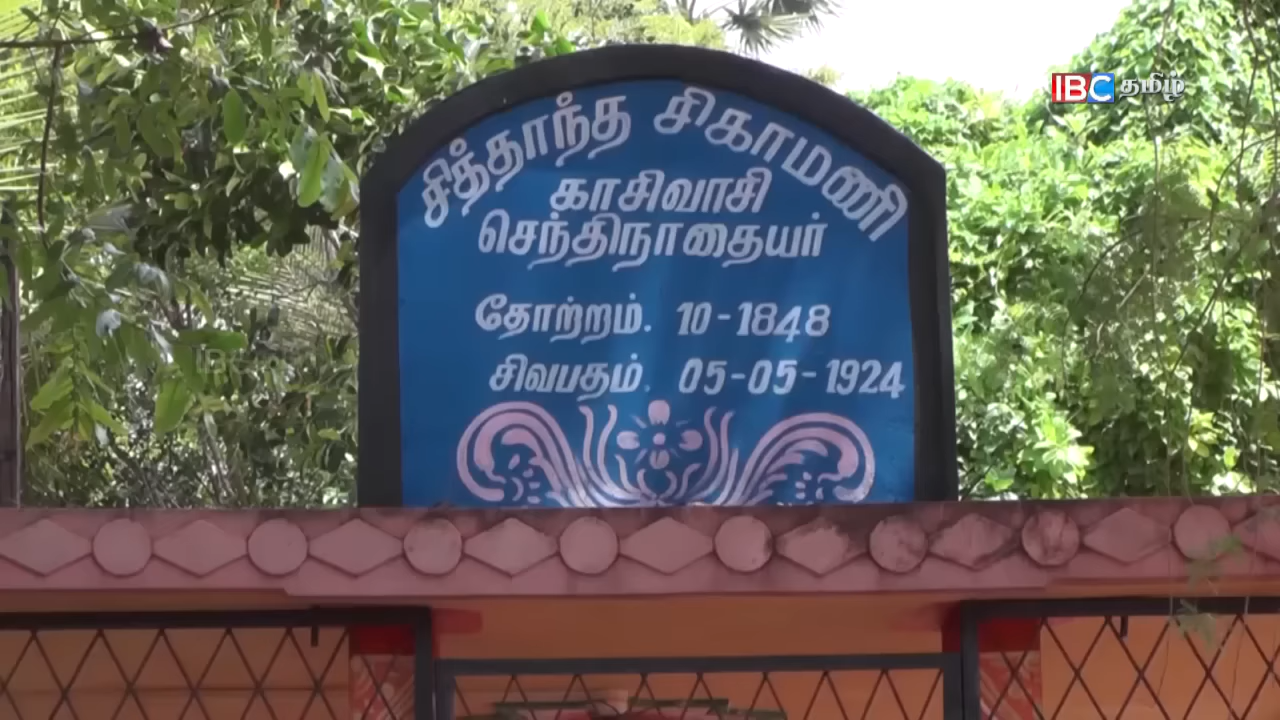 IBC தமிழ்
சித்தாந்த சிகாமணி
காசிவாசி
செந்திநாதையர்
தோற்றம். 10-1848
சிவபதம். 05-05-1924